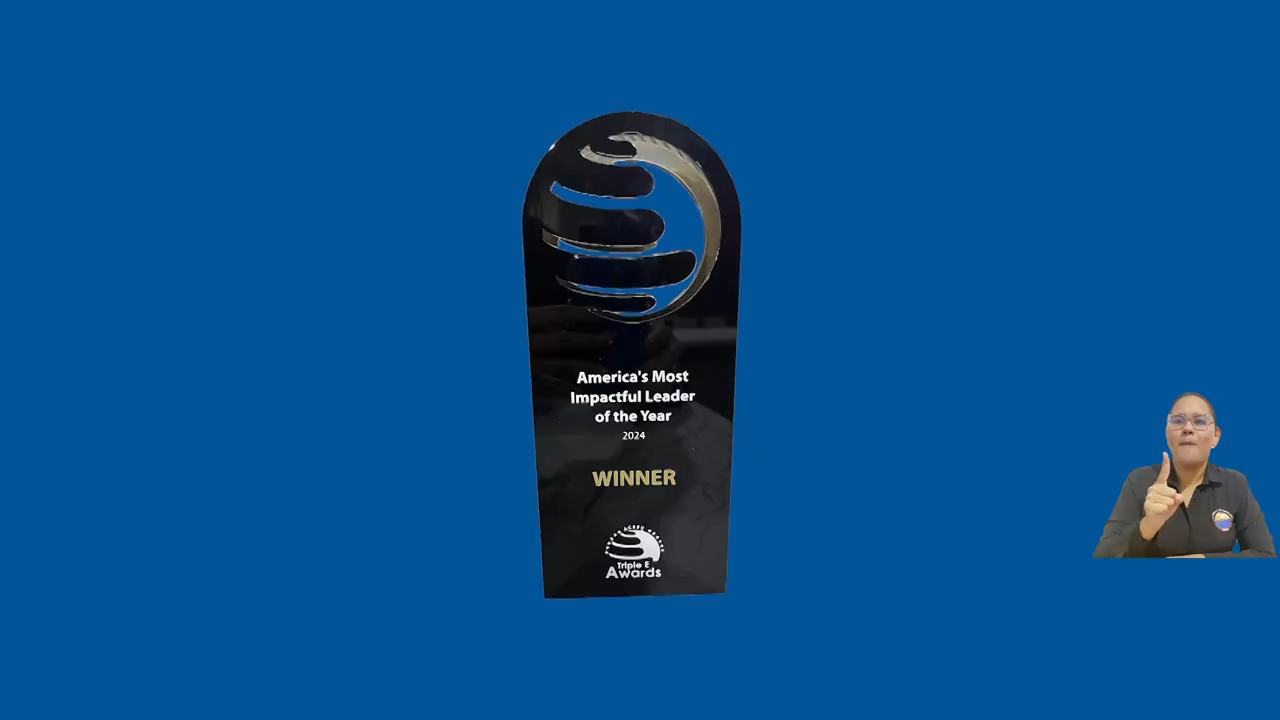 America's Most
Impactful Leader
of the Year
2024
WINNER
Triple E
Awards